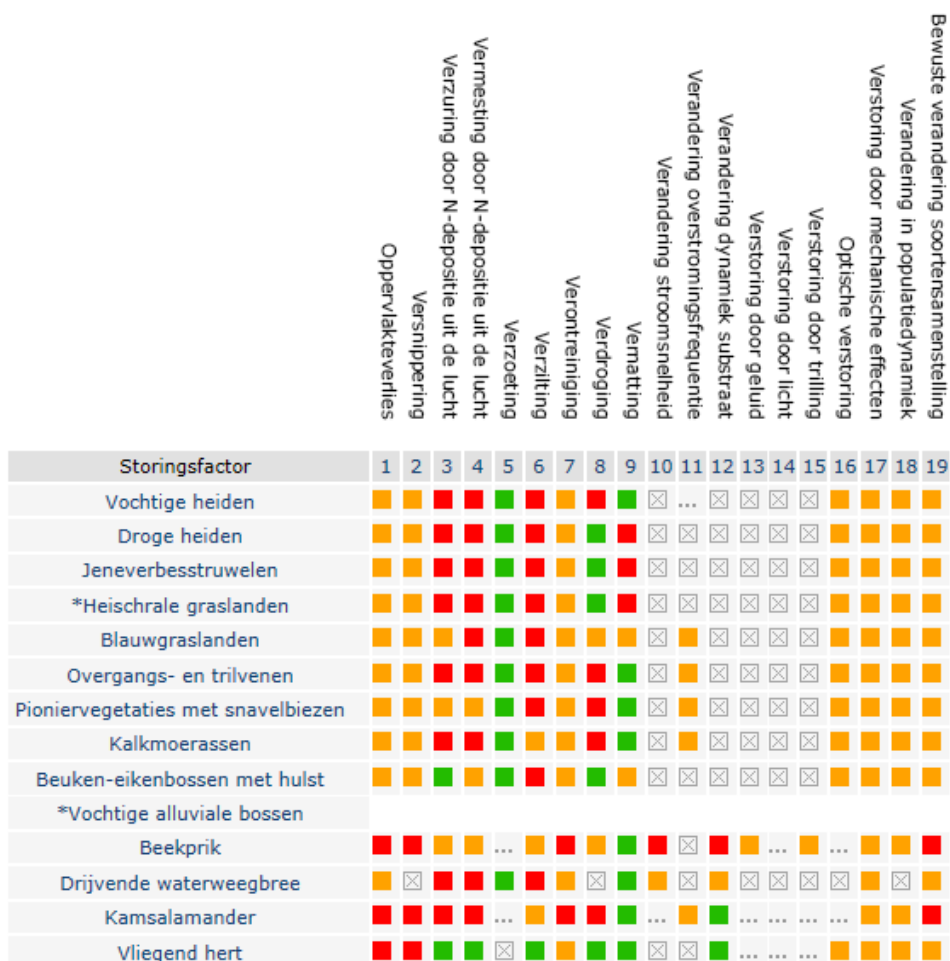 Oppervlakteverlies
Versnippering
Verzuring door N-depositie uit de lucht
Vermesting door N-depositie uit de lucht
Verzoeting
Verzilting
Verontreiniging
Verdroging
Vernatting
Verandering stroomsnelheid
Verandering overstromingsfrequentie
Verandering dynamiek substraat
Verstoring door geluid
Verstoring door licht
Verstoring door trilling
Optische verstoring
Verstoring door mechanische effecten
Verandering in populatiedynamiek
Bewuste verandering soortensamenstelling
Storingsfactor 1 2 3 4 5 6 7 8 9 10 11 12 13 14 15 16 17 18 19
Vochtige heiden ...
Droge heiden
Jeneverbesstruwelen
*Heischrale graslanden
Blauwgraslanden
Overgangs- en trilvenen
Pioniervegetaties met snavelbiezen
Kalkmoerassen
Beuken-eikenbossen met hulst
*Vochtige alluviale bossen
Beekprik ... ... ...
Drijvende waterweegbree
Kamsalamander ... ... ... ... ... ...
Vliegend hert ... ... ...